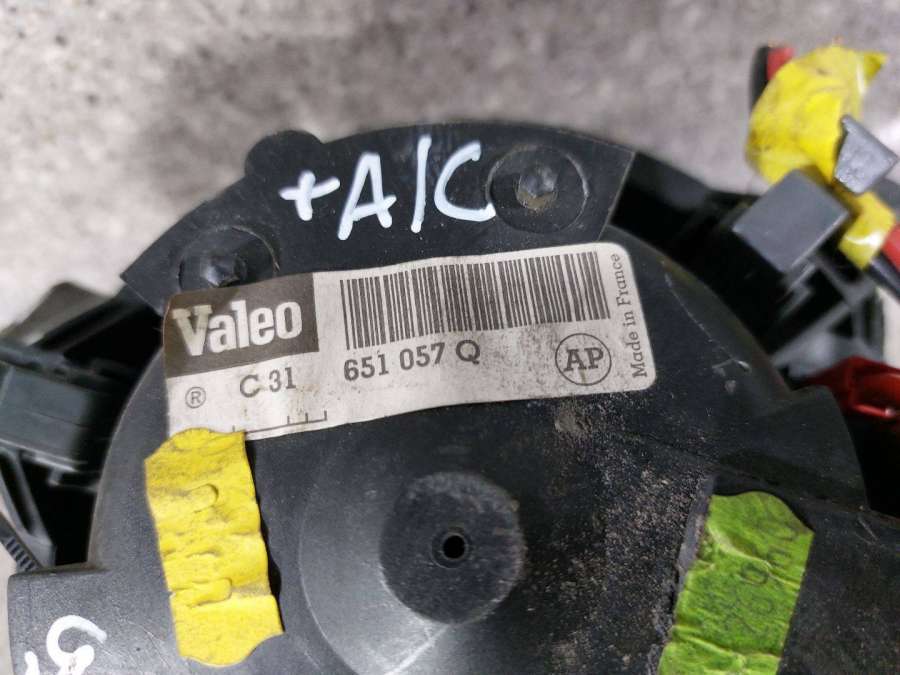 +A/C
Valeo
® C 31 651 057 Q AP
Made in France